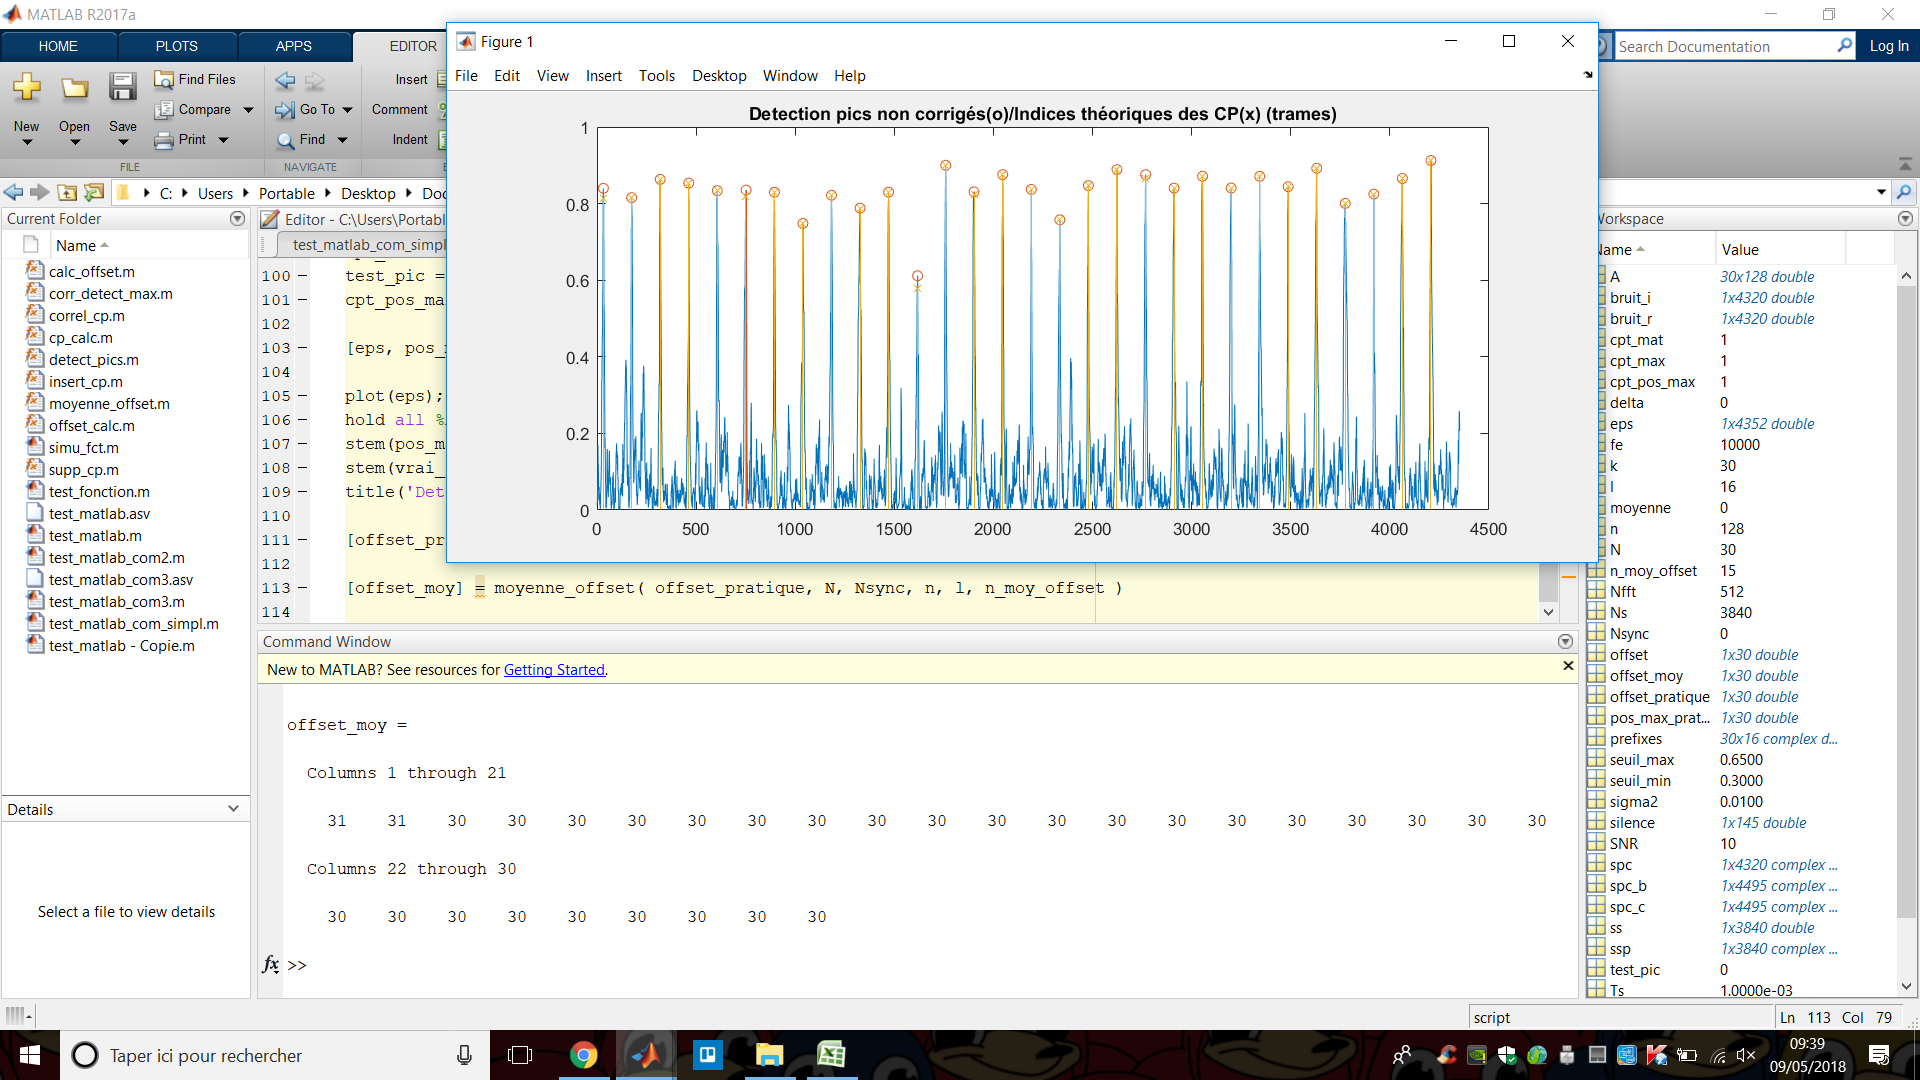 MATLAB R2017a
HOME PLOTS APPS EDITOR
Search Documentation Log In
New Open Save
Find Files
Compare
Print
FILE
Go To
Find
NAVIGATE
Insert
Comment
Indent
C: Users Portable Desktop
Current Folder
Name
calc_offset.m
corr_detect_max.m
correl_cp.m
cp_calc.m
detect_pics.m
insert_cp.m
moyenne_offset.m
offset_calc.m
simu_fct.m
supp_cp.m
test_fonction.m
test_matlab.asv
test_matlab.m
test_matlab_com2.m
test_matlab_com3.asv
test_matlab_com3.m
test_matlab_com_simpl.m
test_matlab - Copie.m
Details
Select a file to view details
Editor - C:\Users\Portabl
test_matlab_com_simpl
100 test_pic =
101 cpt_pos_ma
102
103 [eps, pos_
104
105 plot(eps);
106 hold all %
107 stem(pos_m
108 stem(vrai_
109 title('Det
110
111 [offset_pr
112
113 [offset_moy] = moyenne_offset( offset_pratique, N, Nsync, n, l, n_moy_offset )
114
Figure 1
File Edit View Insert Tools Desktop Window Help
Detection pics non corrigés(o)/Indices théoriques des CP(x) (trames)
1
0.8
0.6
0.4
0.2
0
0 500 1000 1500 2000 2500 3000 3500 4000 4500
Command Window
New to MATLAB? See resources for Getting Started.
offset_moy =
Columns 1 through 21
31 31 30 30 30 30 30 30 30 30 30 30 30 30 30 30 30 30 30 30 30
Columns 22 through 30
30 30 30 30 30 30 30 30 30
fx >>
Workspace
Name Value
A 30x128 double
bruit_i 1x4320 double
bruit_r 1x4320 double
cpt_mat 1
cpt_max 1
cpt_pos_max 1
delta 0
eps 1x4352 double
fe 10000
k 30
l 16
moyenne 0
n 128
N 30
n_moy_offset 15
Nfft 512
Ns 3840
Nsync 0
offset 1x30 double
offset_moy 1x30 double
offset_pratique 1x30 double
pos_max_prat... 1x30 double
prefixes 30x16 complex d...
seuil_max 0.6500
seuil_min 0.3000
sigma2 0.0100
silence 1x145 double
SNR 10
spc 1x4320 complex ...
spc_b 1x4495 complex ...
spc_c 1x4495 complex ...
ss 1x3840 double
ssp 1x3840 complex ...
test_pic 0
Ts 1.0000e-03
script Ln 113 Col 79
Taper ici pour rechercher
09:39
09/05/2018